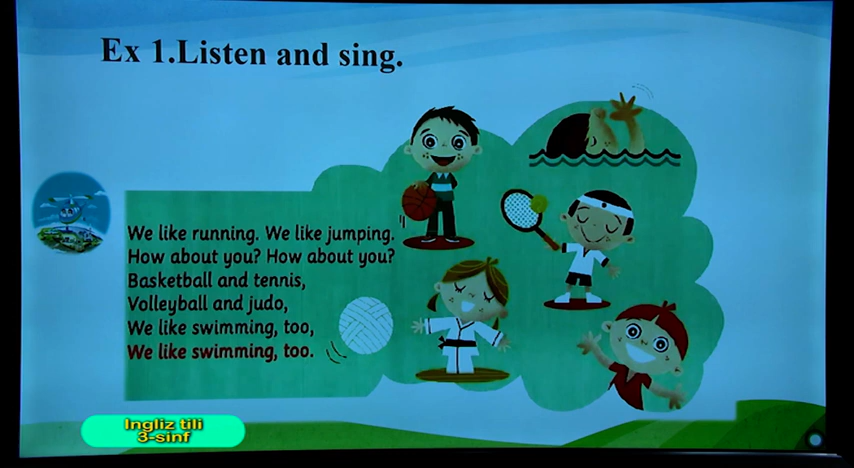 Ex 1.Listen and sing.
We like running. We like jumping.
How about you? How about you?
Basketball and tennis,
Volleyball and judo,
We like swimming, too,
We like swimming, too.
Ingliz tili
3-sinf